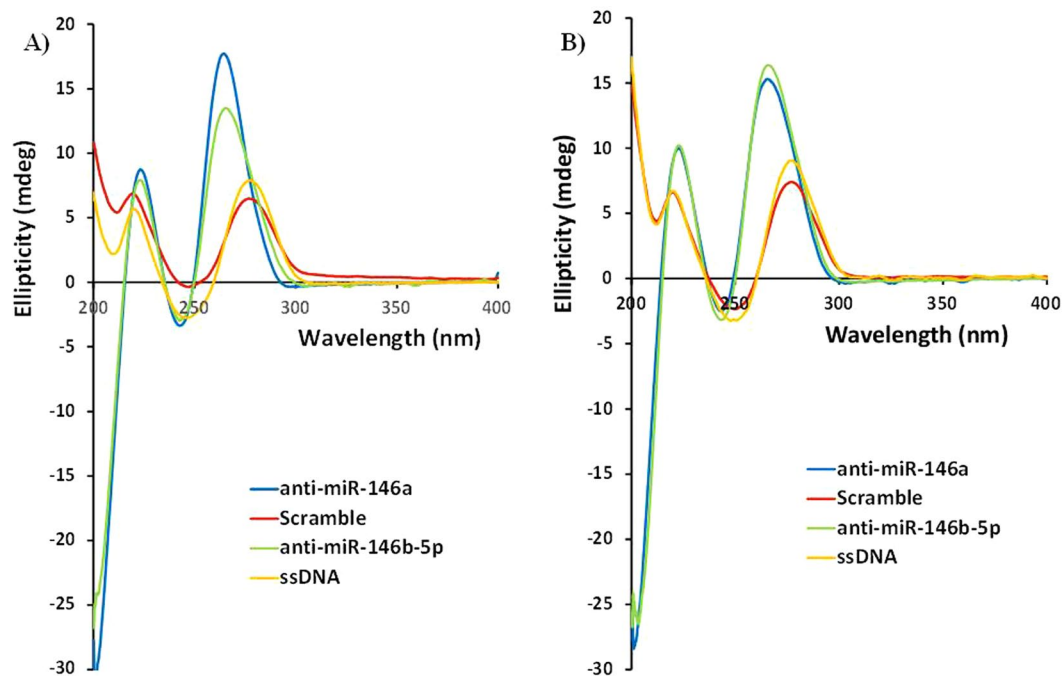 A)
Ellipticity (mdeg)
20
15
10
5
0
-5
-10
-15
-20
-25
-30
200
250
300
350
400
Wavelength (nm)
anti-miR-146a
Scramble
anti-miR-146b-5p
ssDNA
B)
Ellipticity (mdeg)
20
15
10
5
0
-5
-10
-15
-20
-25
-30
200
250
300
350
400
Wavelength (nm)
anti-miR-146a
Scramble
anti-miR-146b-5p
ssDNA